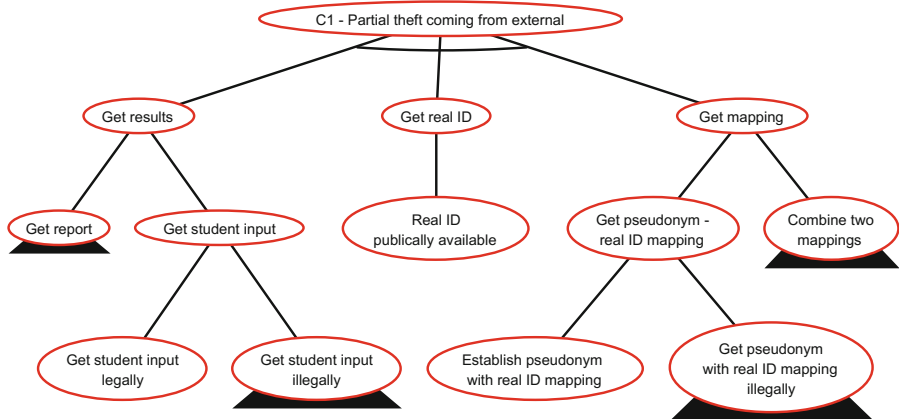 C1 - Partial theft coming from external
Get results
Get real ID
Get mapping
Get report
Get student input
Real ID
publically available
Get pseudonym -
real ID mapping
Combine two
mappings
Get student input
legally
Get student input
illegally
Establish pseudonym
with real ID mapping
Get pseudonym
with real ID mapping
illegally